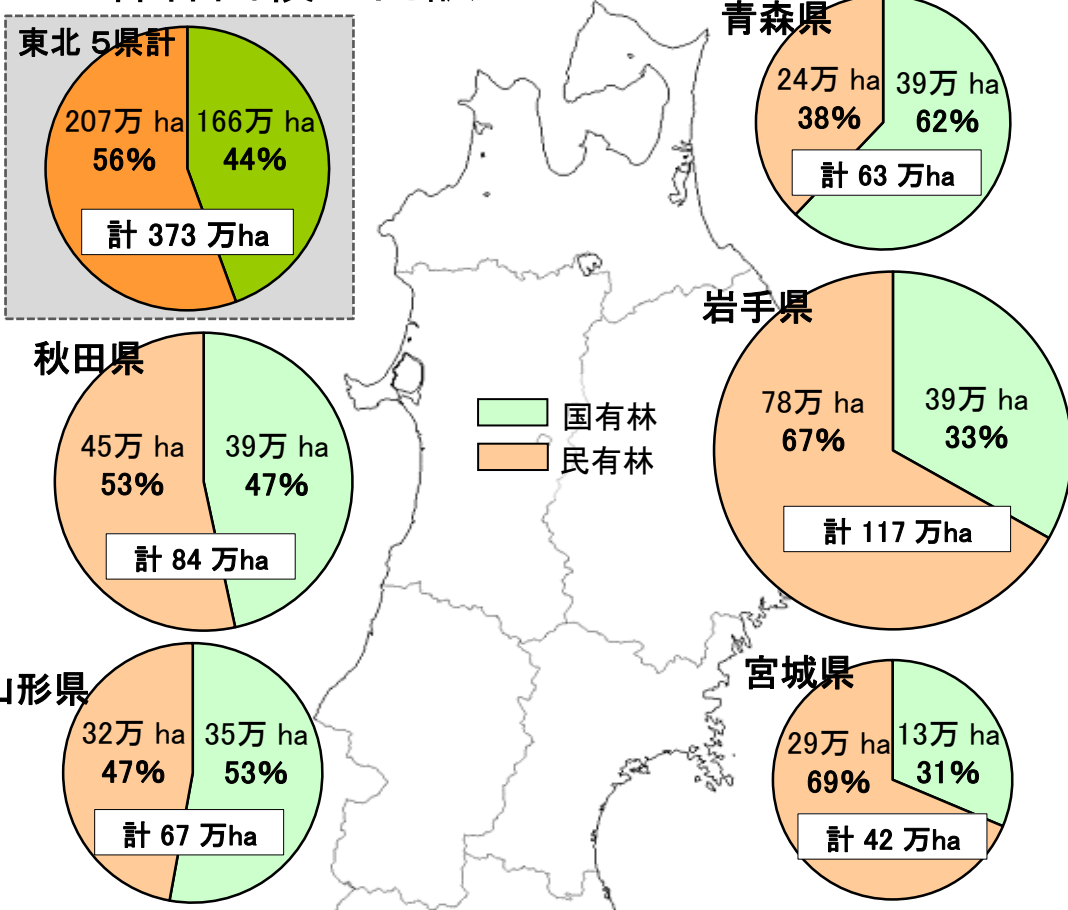 東北 5県計
207万 ha
56%
166万 ha
44%
計 373 万ha
青森県
24万 ha
38%
39万 ha
62%
計 63 万ha
秋田県
45万 ha
53%
39万 ha
47%
計 84 万ha
国有林
民有林
岩手県
78万 ha
67%
39万 ha
33%
計 117 万ha
山形県
32万 ha
47%
35万 ha
53%
計 67 万ha
宮城県
29万 ha
69%
13万 ha
31%
計 42 万ha